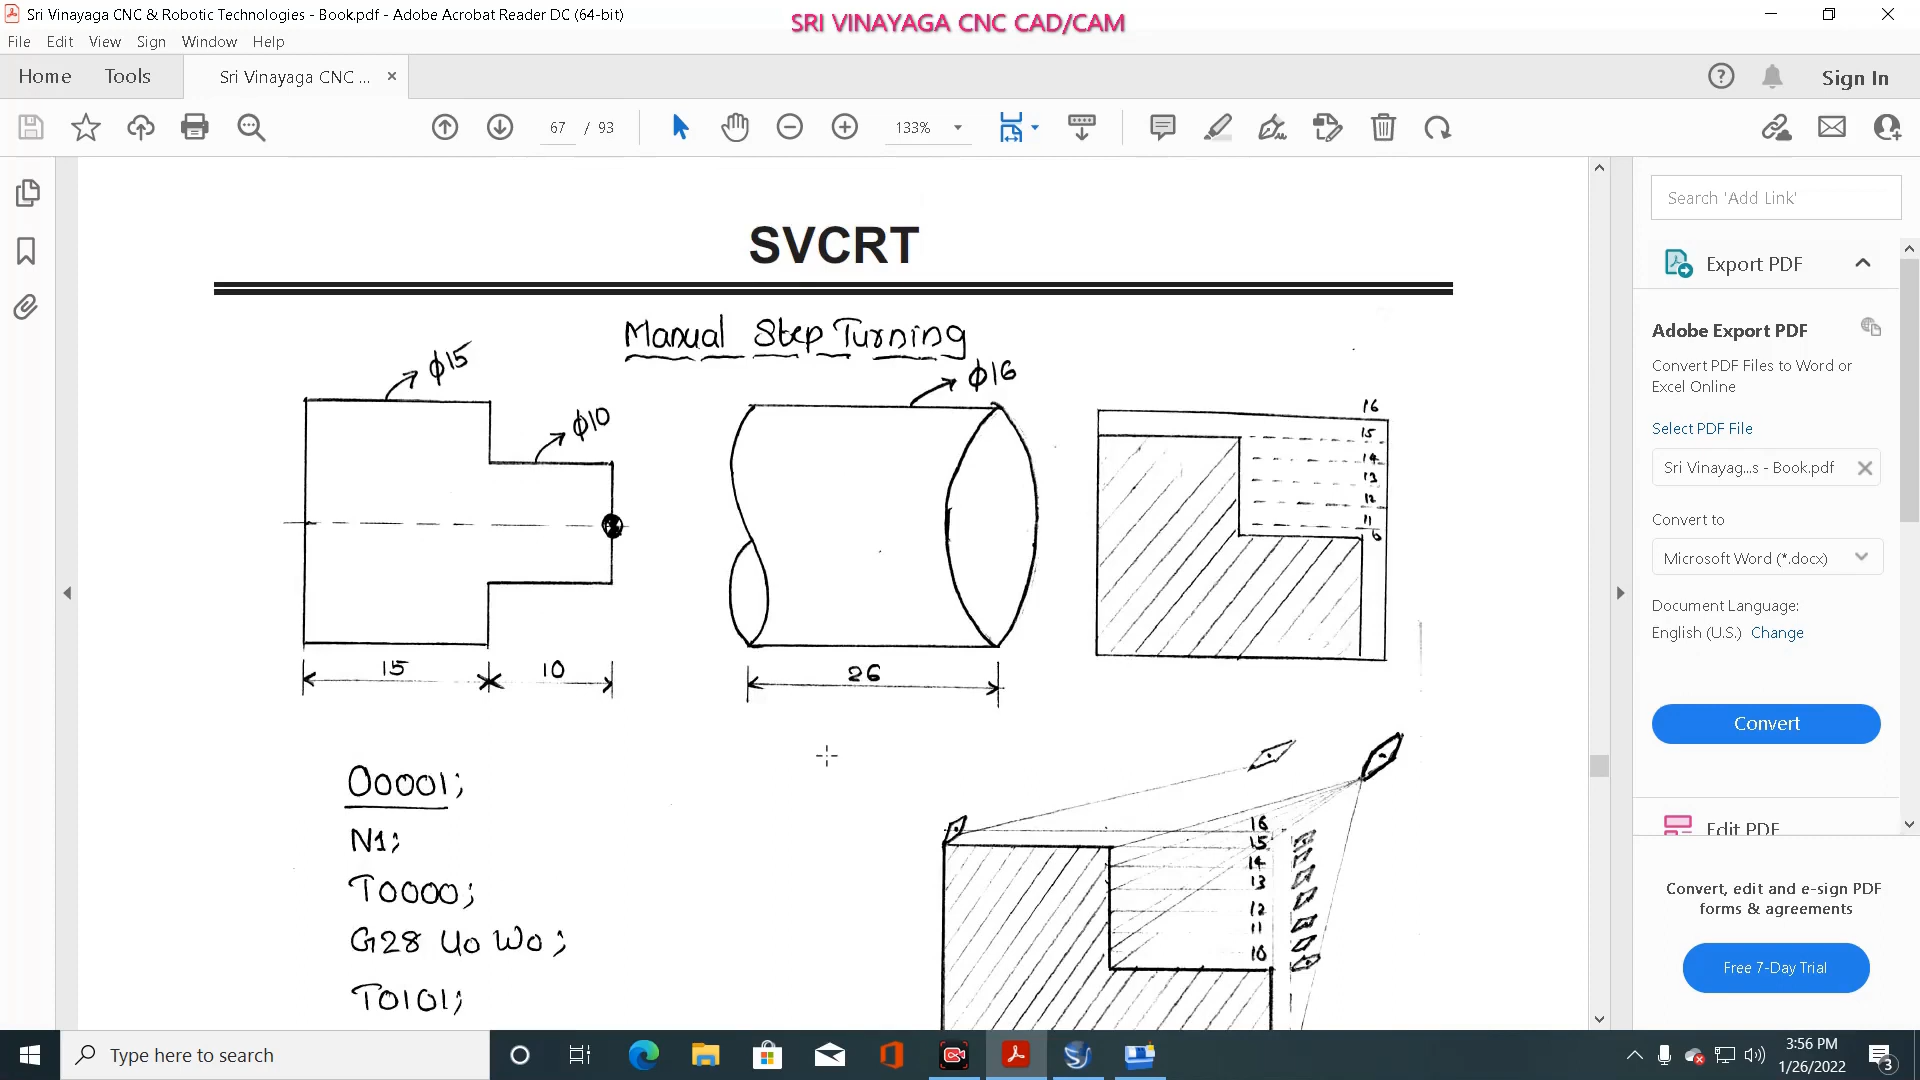 Sri Vinayaga CNC & Robotic Technologies - Book.pdf - Adobe Acrobat Reader DC (64-bit)
SRI VINAYAGA CNC CAD/CAM
File Edit View Sign Window Help
Home Tools Sri Vinayaga CNC ... × Sign In
67 / 93 133%
SVCRT
Manual Step Turning
ϕ15
ϕ10
ϕ16
16
15
14
13
12
11
15 10
26
O0001;
N1;
T0000;
G28 U0 W0;
T0101;
16
15
14
13
12
11
10
Search 'Add Link'
Export PDF
Adobe Export PDF
Convert PDF Files to Word or
Excel Online
Select PDF File
Sri Vinayag...s - Book.pdf
Convert to
Microsoft Word (*.docx)
Document Language:
English (U.S.) Change
Convert
Edit PDF
Convert, edit and e-sign PDF
forms & agreements
Free 7-Day Trial
Type here to search
3:56 PM
1/26/2022
3